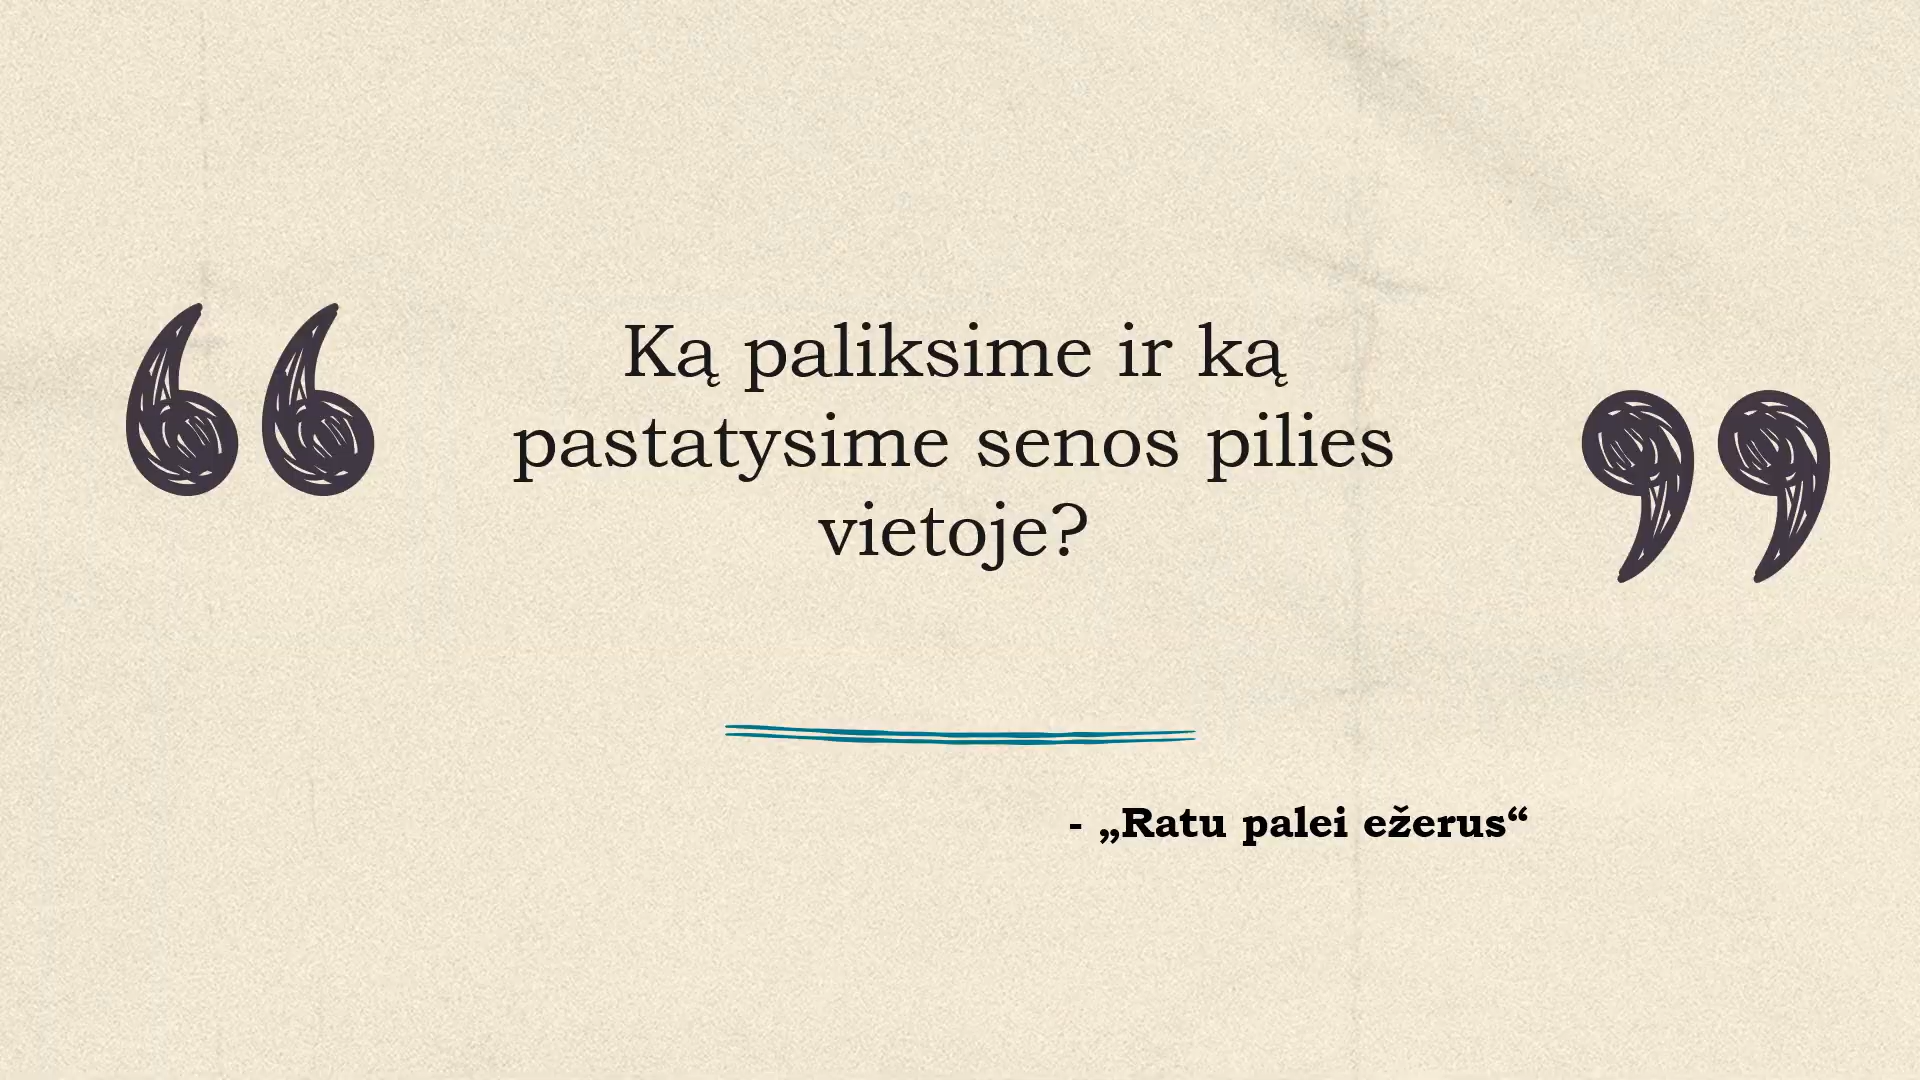 Ką paliksime ir ką
pastatysime senos pilies
vietoje?
- „Ratu palei ežerus“